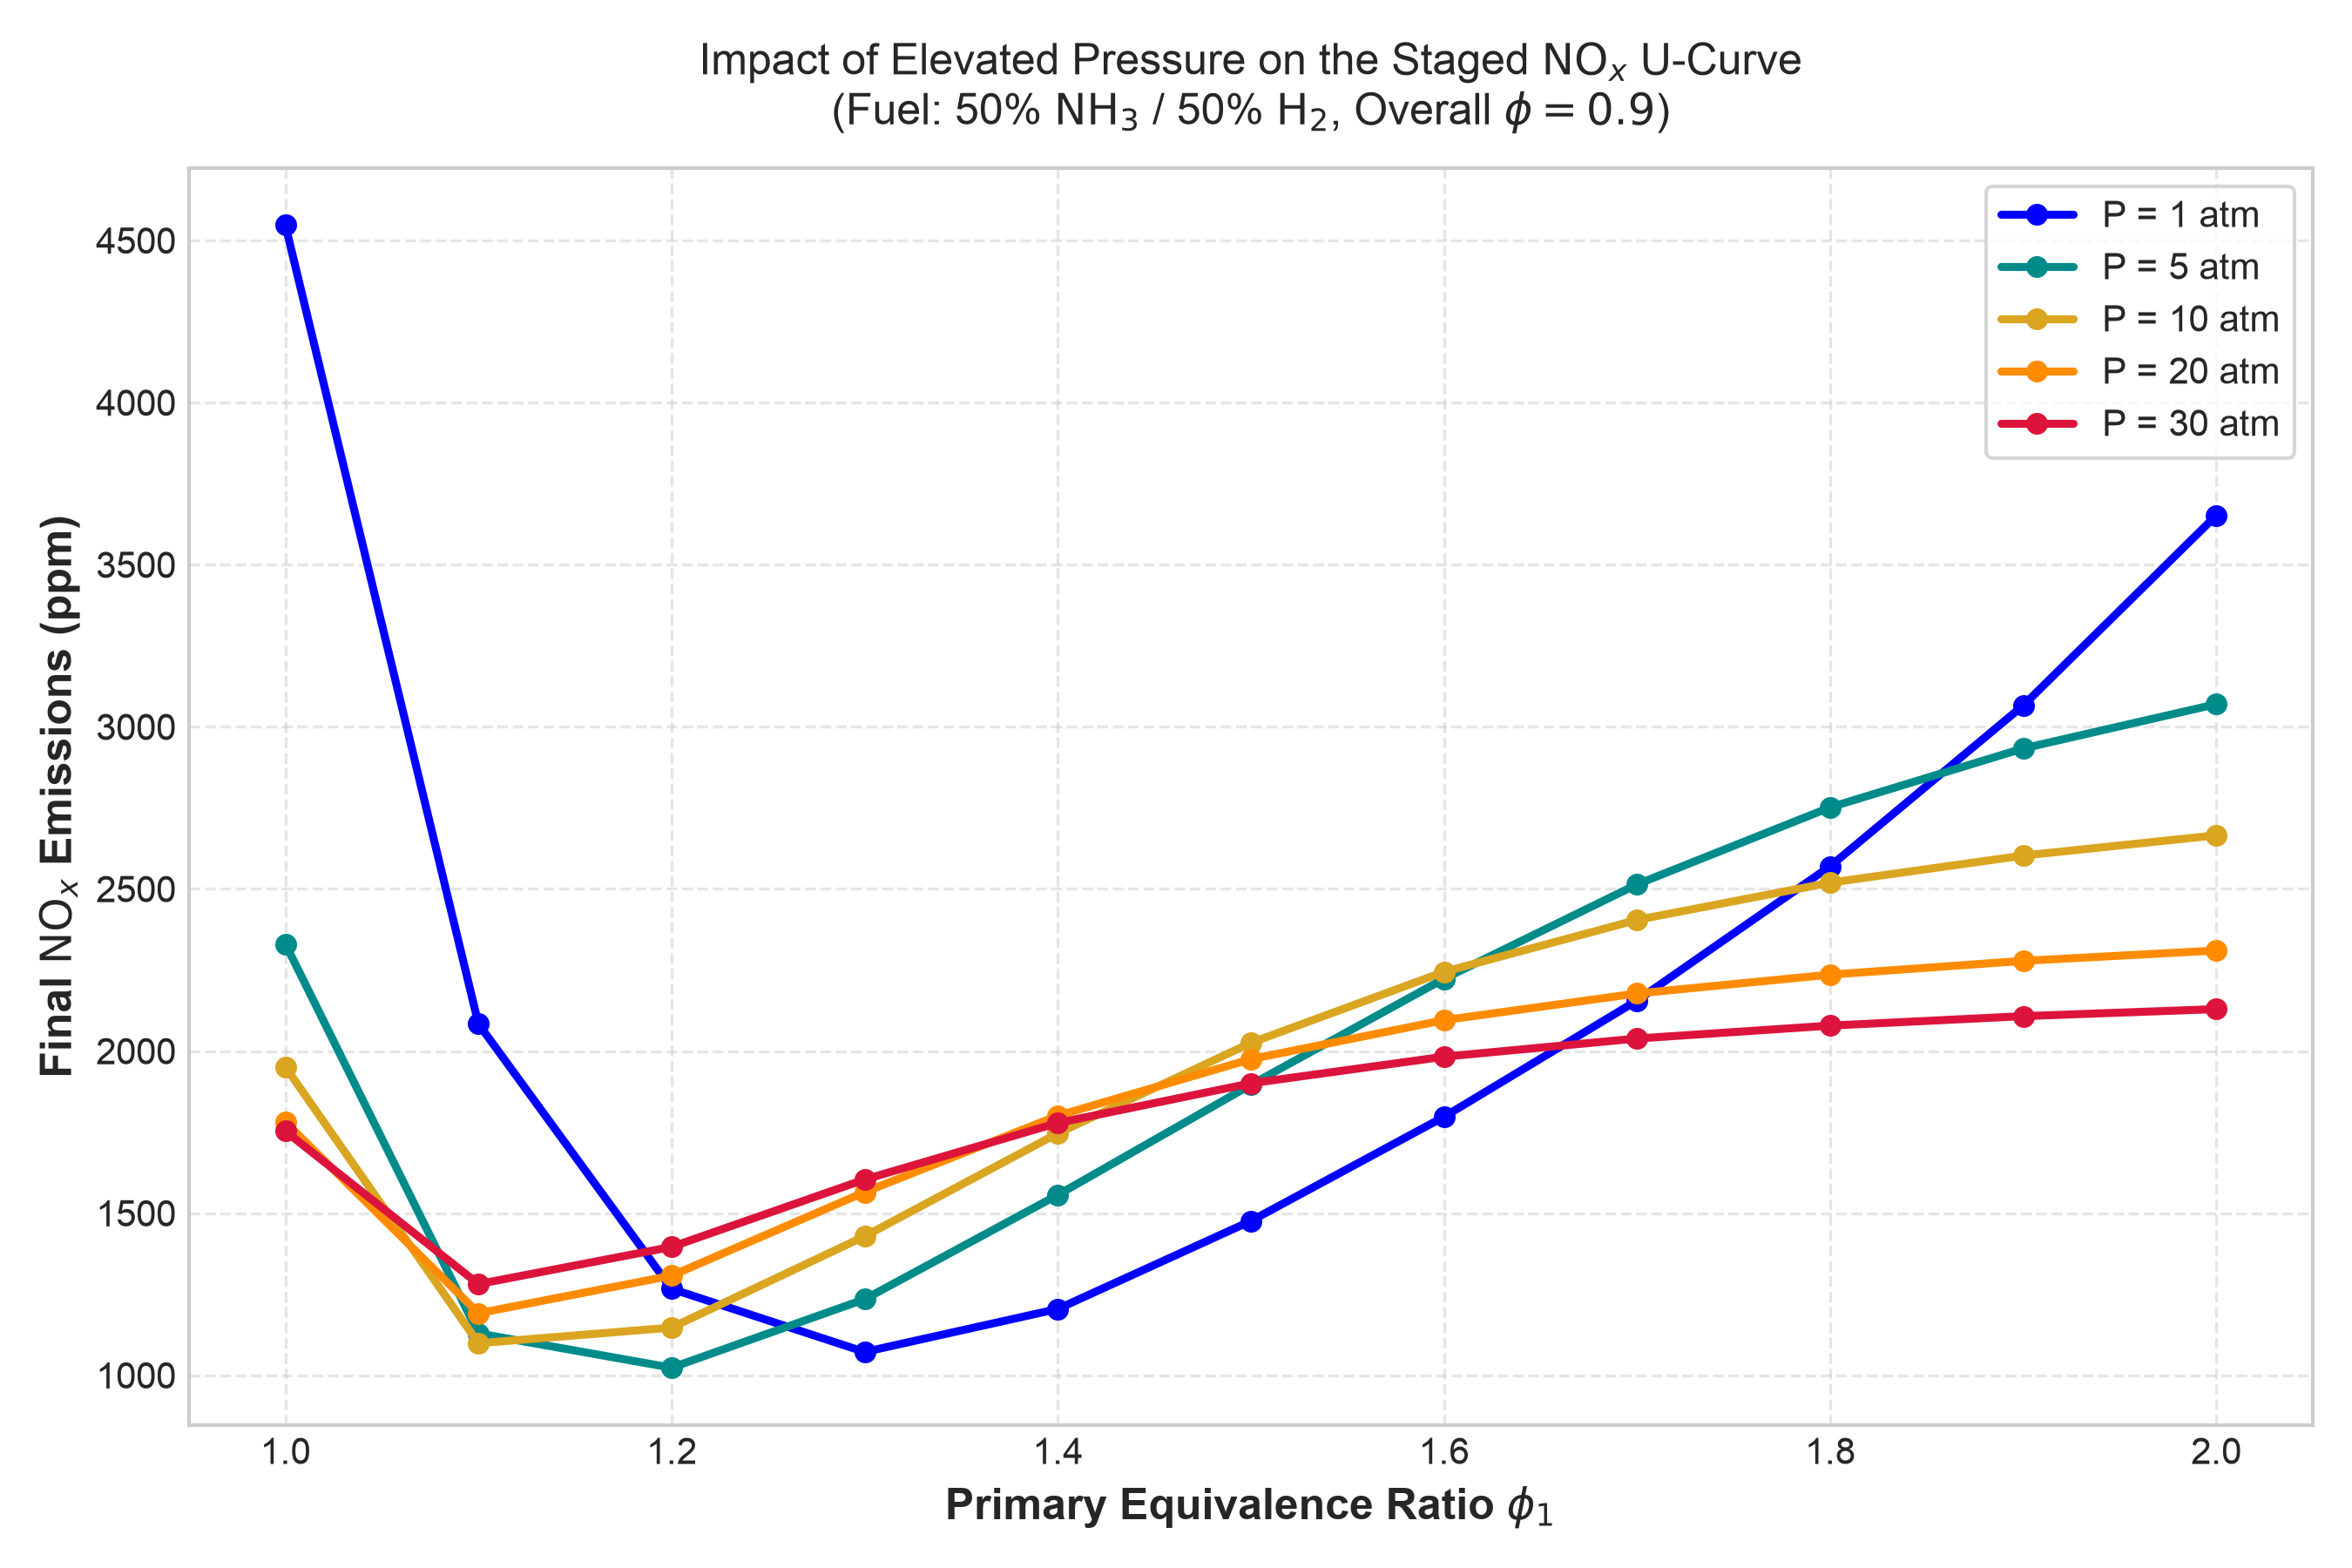 Impact of Elevated Pressure on the Staged NOₓ U-Curve
(Fuel: 50% NH₃ / 50% H₂, Overall ϕ = 0.9)
P = 1 atm
P = 5 atm
P = 10 atm
P = 20 atm
P = 30 atm
Final NOₓ Emissions (ppm)
4500
4000
3500
3000
2500
2000
1500
1000
1.0 1.2 1.4 1.6 1.8 2.0
Primary Equivalence Ratio ϕ₁